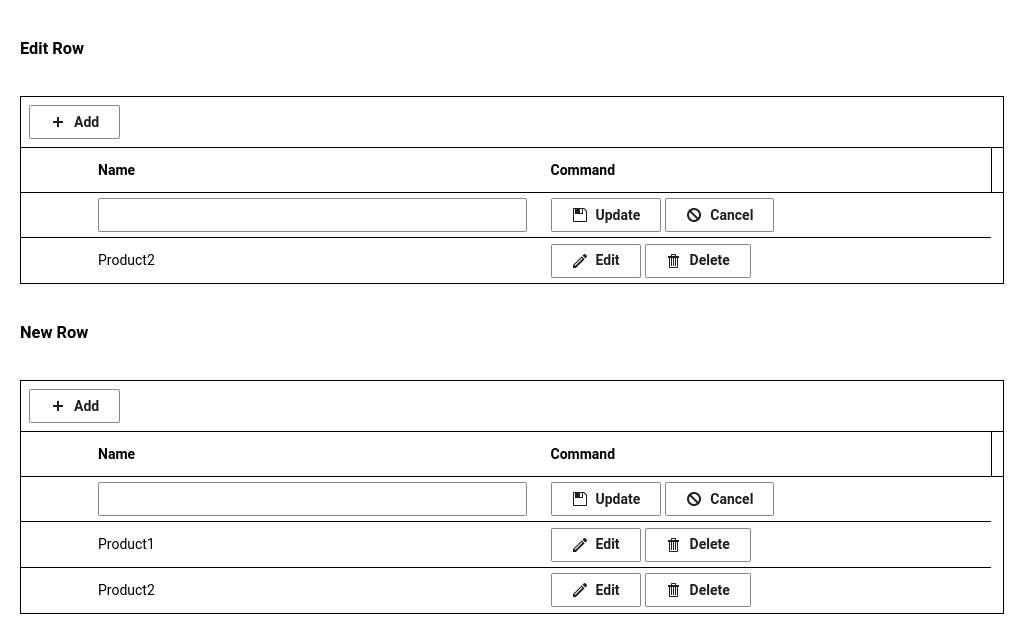 Edit Row
Add
Name Command
Update Cancel
Product2 Edit Delete
New Row
Add
Name Command
Update Cancel
Product1 Edit Delete
Product2 Edit Delete